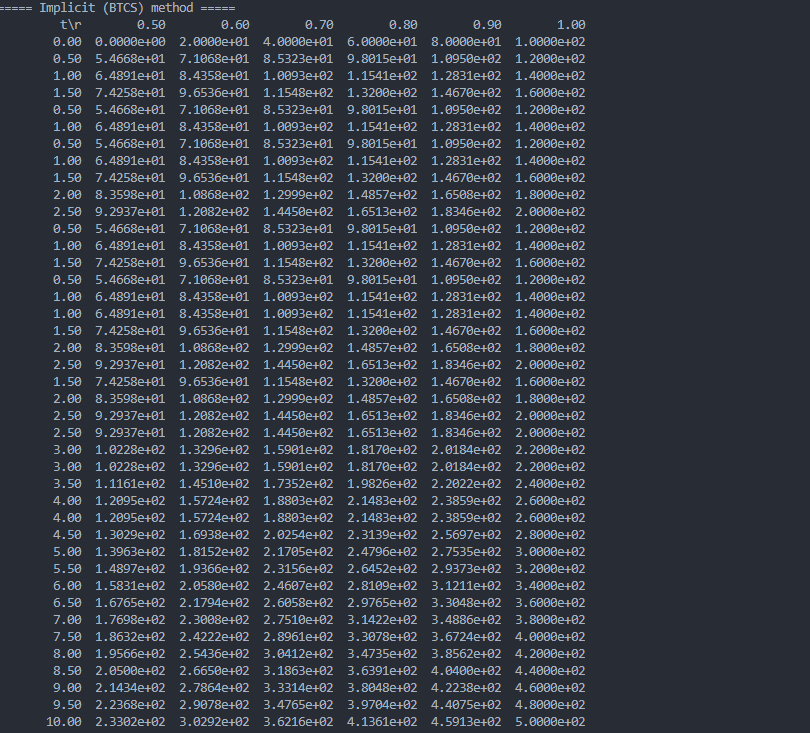 ===== Implicit (BTCS) method =====
t\r 0.50 0.60 0.70 0.80 0.90 1.00
0.00 0.0000e+00 2.0000e+01 4.0000e+01 6.0000e+01 8.0000e+01 1.0000e+02
0.50 5.4668e+01 7.1068e+01 8.5323e+01 9.8015e+01 1.0950e+02 1.2000e+02
1.00 6.4891e+01 8.4358e+01 1.0093e+02 1.1541e+02 1.2831e+02 1.4000e+02
1.50 7.4258e+01 9.6536e+01 1.1548e+02 1.3200e+02 1.4670e+02 1.6000e+02
0.50 5.4668e+01 7.1068e+01 8.5323e+01 9.8015e+01 1.0950e+02 1.2000e+02
1.00 6.4891e+01 8.4358e+01 1.0093e+02 1.1541e+02 1.2831e+02 1.4000e+02
0.50 5.4668e+01 7.1068e+01 8.5323e+01 9.8015e+01 1.0950e+02 1.2000e+02
1.00 6.4891e+01 8.4358e+01 1.0093e+02 1.1541e+02 1.2831e+02 1.4000e+02
1.50 7.4258e+01 9.6536e+01 1.1548e+02 1.3200e+02 1.4670e+02 1.6000e+02
2.00 8.3598e+01 1.0868e+02 1.2999e+02 1.4857e+02 1.6508e+02 1.8000e+02
2.50 9.2937e+01 1.2082e+02 1.4450e+02 1.6513e+02 1.8346e+02 2.0000e+02
0.50 5.4668e+01 7.1068e+01 8.5323e+01 9.8015e+01 1.0950e+02 1.2000e+02
1.00 6.4891e+01 8.4358e+01 1.0093e+02 1.1541e+02 1.2831e+02 1.4000e+02
1.50 7.4258e+01 9.6536e+01 1.1548e+02 1.3200e+02 1.4670e+02 1.6000e+02
0.50 5.4668e+01 7.1068e+01 8.5323e+01 9.8015e+01 1.0950e+02 1.2000e+02
1.00 6.4891e+01 8.4358e+01 1.0093e+02 1.1541e+02 1.2831e+02 1.4000e+02
1.00 6.4891e+01 8.4358e+01 1.0093e+02 1.1541e+02 1.2831e+02 1.4000e+02
1.50 7.4258e+01 9.6536e+01 1.1548e+02 1.3200e+02 1.4670e+02 1.6000e+02
2.00 8.3598e+01 1.0868e+02 1.2999e+02 1.4857e+02 1.6508e+02 1.8000e+02
2.50 9.2937e+01 1.2082e+02 1.4450e+02 1.6513e+02 1.8346e+02 2.0000e+02
1.50 7.4258e+01 9.6536e+01 1.1548e+02 1.3200e+02 1.4670e+02 1.6000e+02
2.00 8.3598e+01 1.0868e+02 1.2999e+02 1.4857e+02 1.6508e+02 1.8000e+02
2.50 9.2937e+01 1.2082e+02 1.4450e+02 1.6513e+02 1.8346e+02 2.0000e+02
2.50 9.2937e+01 1.2082e+02 1.4450e+02 1.6513e+02 1.8346e+02 2.0000e+02
3.00 1.0228e+02 1.3296e+02 1.5901e+02 1.8170e+02 2.0184e+02 2.2000e+02
3.00 1.0228e+02 1.3296e+02 1.5901e+02 1.8170e+02 2.0184e+02 2.2000e+02
3.50 1.1161e+02 1.4510e+02 1.7352e+02 1.9826e+02 2.2022e+02 2.4000e+02
4.00 1.2095e+02 1.5724e+02 1.8803e+02 2.1483e+02 2.3859e+02 2.6000e+02
4.00 1.2095e+02 1.5724e+02 1.8803e+02 2.1483e+02 2.3859e+02 2.6000e+02
4.50 1.3029e+02 1.6938e+02 2.0254e+02 2.3139e+02 2.5697e+02 2.8000e+02
5.00 1.3963e+02 1.8152e+02 2.1705e+02 2.4796e+02 2.7535e+02 3.0000e+02
5.50 1.4897e+02 1.9366e+02 2.3156e+02 2.6452e+02 2.9373e+02 3.2000e+02
6.00 1.5831e+02 2.0580e+02 2.4607e+02 2.8109e+02 3.1211e+02 3.4000e+02
6.50 1.6765e+02 2.1794e+02 2.6058e+02 2.9765e+02 3.3048e+02 3.6000e+02
7.00 1.7698e+02 2.3008e+02 2.7510e+02 3.1422e+02 3.4886e+02 3.8000e+02
7.50 1.8632e+02 2.4222e+02 2.8961e+02 3.3078e+02 3.6724e+02 4.0000e+02
8.00 1.9566e+02 2.5436e+02 3.0412e+02 3.4735e+02 3.8562e+02 4.2000e+02
8.50 2.0500e+02 2.6650e+02 3.1863e+02 3.6391e+02 4.0400e+02 4.4000e+02
9.00 2.1434e+02 2.7864e+02 3.3314e+02 3.8048e+02 4.2238e+02 4.6000e+02
9.50 2.2368e+02 2.9078e+02 3.4765e+02 3.9704e+02 4.4075e+02 4.8000e+02
10.00 2.3302e+02 3.0292e+02 3.6216e+02 4.1361e+02 4.5913e+02 5.0000e+02